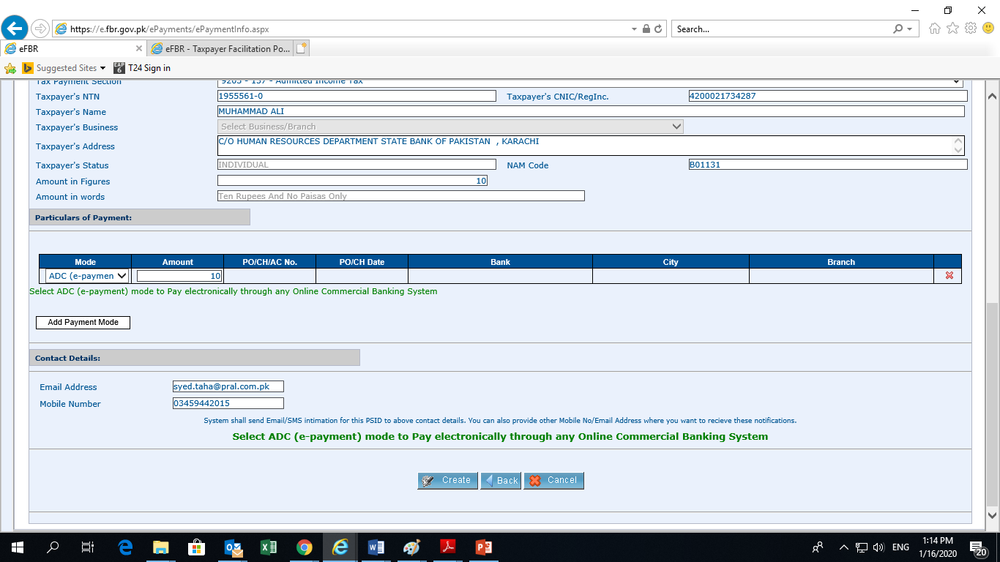 https://e.fbr.gov.pk/ePayments/ePaymentInfo.aspx
Search...
eFBR
eFBR - Taxpayer Facilitation Po...
Suggested Sites
T24 Sign in
Tax Payment Section 9203 - 137 - Admitted Income Tax
Taxpayer's NTN 1955561-0 Taxpayer's CNIC/RegInc. 4200021734287
Taxpayer's Name MUHAMMAD ALI
Taxpayer's Business Select Business/Branch
Taxpayer's Address C/O HUMAN RESOURCES DEPARTMENT STATE BANK OF PAKISTAN , KARACHI
Taxpayer's Status INDIVIDUAL NAM Code B01131
Amount in Figures 10
Amount in words Ten Rupees And No Paisas Only
Particulars of Payment:
Mode Amount PO/CH/AC No. PO/CH Date Bank City Branch
ADC (e-paymen 10
Select ADC (e-payment) mode to Pay electronically through any Online Commercial Banking System
Add Payment Mode
Contact Details:
Email Address syed.taha@pral.com.pk
Mobile Number 03459442015
System shall send Email/SMS intimation for this PSID to above contact details. You can also provide other Mobile No/Email Address where you want to recieve these notifications.
Select ADC (e-payment) mode to Pay electronically through any Online Commercial Banking System
Create Back Cancel
ENG
1:14 PM
1/16/2020
20